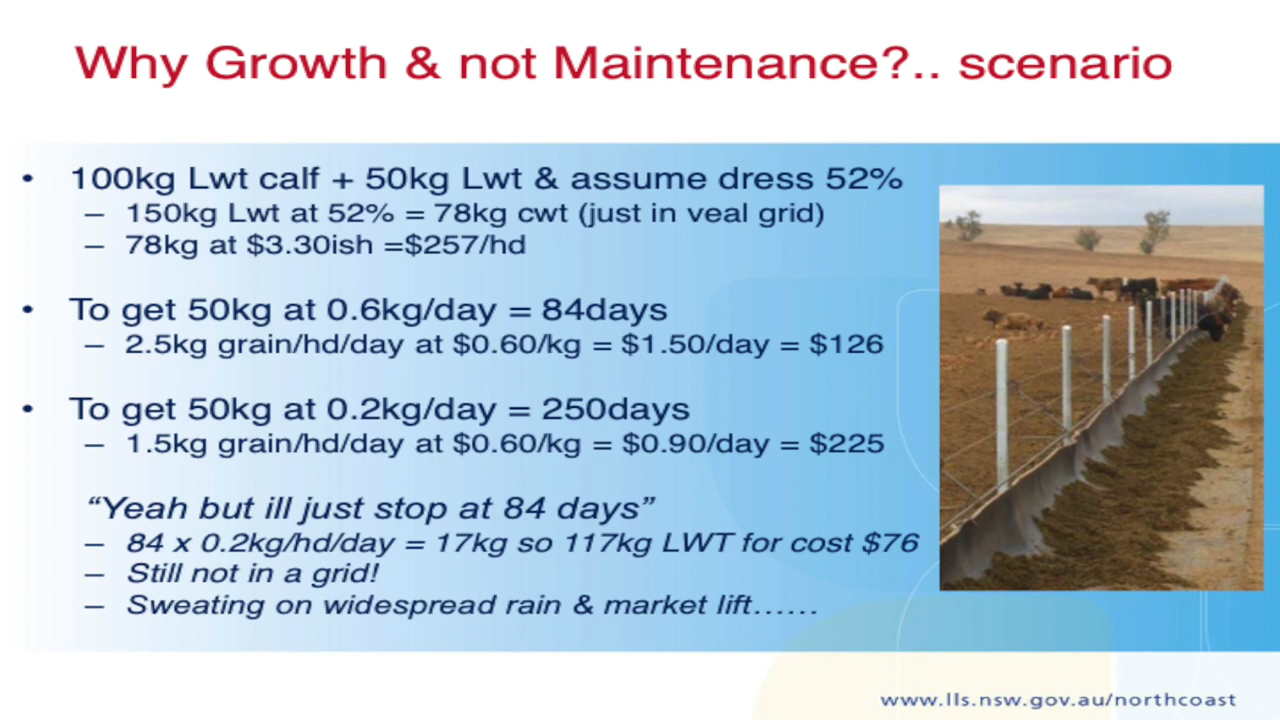 Why Growth & not Maintenance?.. scenario
• 100kg Lwt calf + 50kg Lwt & assume dress 52%
– 150kg Lwt at 52% = 78kg cwt (just in veal grid)
– 78kg at $3.30ish =$257/hd
• To get 50kg at 0.6kg/day = 84days
– 2.5kg grain/hd/day at $0.60/kg = $1.50/day = $126
• To get 50kg at 0.2kg/day = 250days
– 1.5kg grain/hd/day at $0.60/kg = $0.90/day = $225
“Yeah but ill just stop at 84 days”
– 84 x 0.2kg/hd/day = 17kg so 117kg LWT for cost $76
– Still not in a grid!
– Sweating on widespread rain & market lift……
www.lls.nsw.gov.au/northcoast